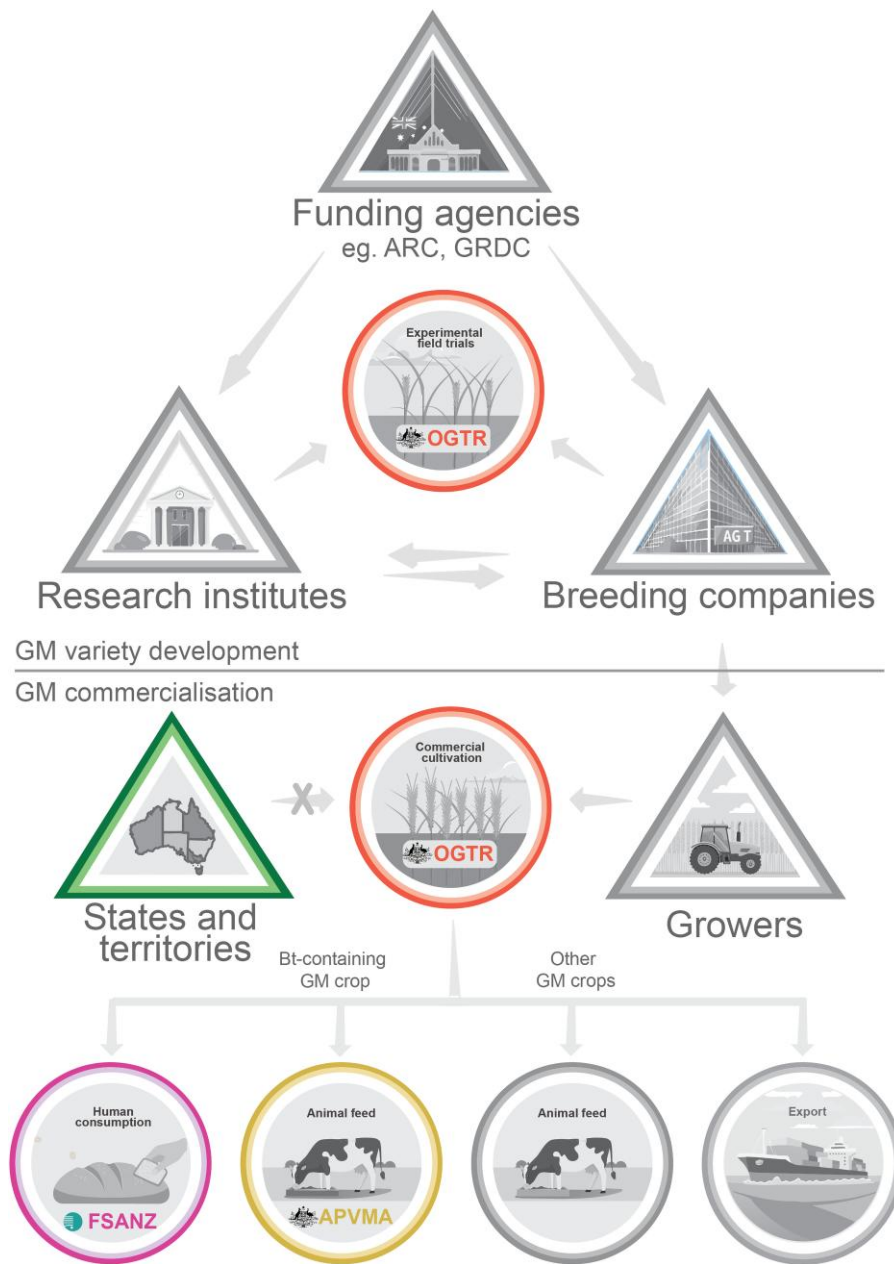 Funding agencies
eg. ARC, GRDC
Experimental
field trials
OGTR
AGT
Research institutes
Breeding companies
GM variety development
GM commercialisation
Commercial
cultivation
X
OGTR
States and
territories
Growers
Bt-containing
GM crop
Other
GM crops
Human
consumption
FSANZ
Animal feed
APVMA
Animal feed
Export